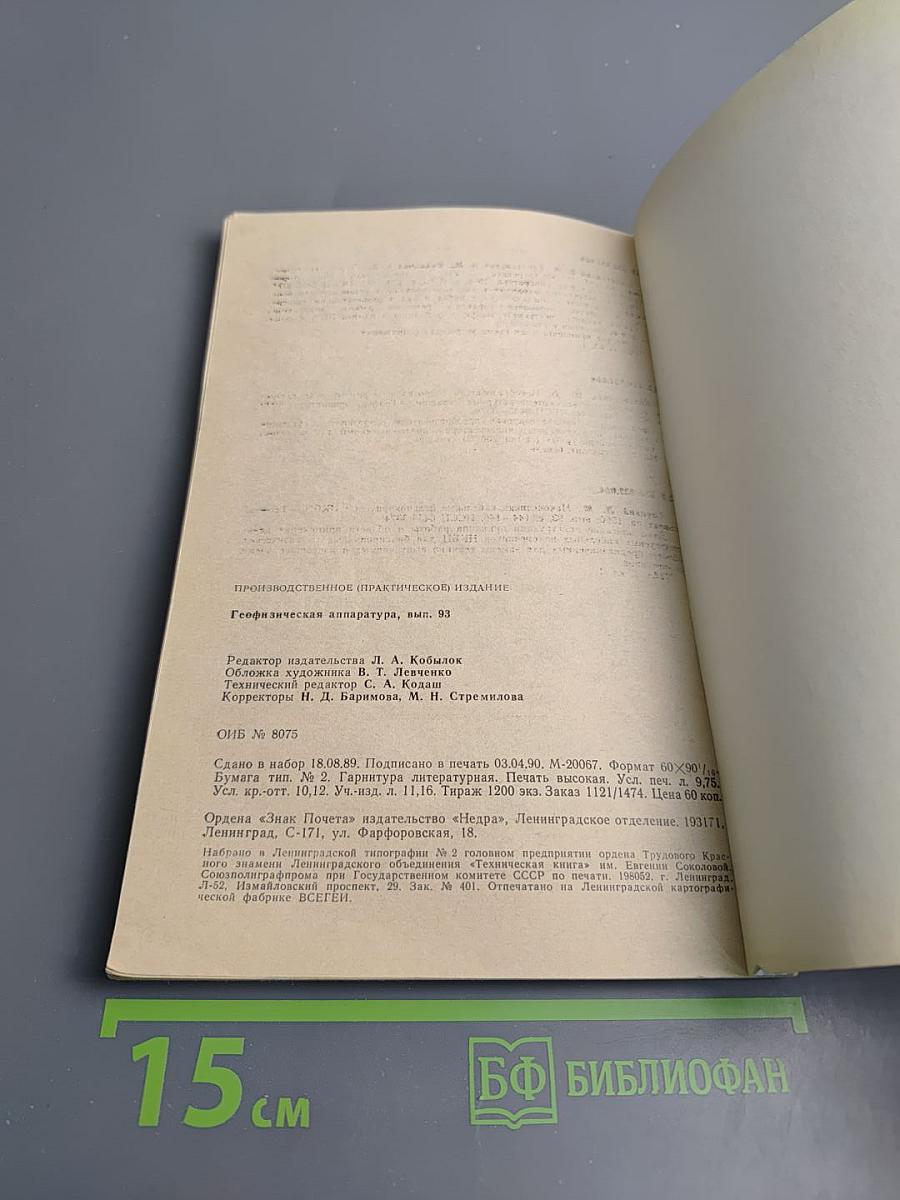 ПРОИЗВОДСТВЕННОЕ (ПРАКТИЧЕСКОЕ) ИЗДАНИЕ
Геофизическая аппаратура, вып. 93
Редактор издательства Л. А. Кобылок
Обложка художника В. Т. Левченко
Технический редактор С. А. Кодаш
Корректоры Н. Д. Баримова, М. Н. Стремилова
ОИБ № 8075
Сдано в набор 18.08.89. Подписано в печать 03.04.90. М-20067. Формат 60×90¹/₁₆.
Бумага тип. № 2. Гарнитура литературная. Печать высокая. Усл. печ. л. 9,75.
Усл. кр.-отт. 10,12. Уч.-изд. л. 11,16. Тираж 1200 экз. Заказ 1121/1474. Цена 60 коп.
Ордена «Знак Почета» издательство «Недра», Ленинградское отделение. 193171,
Ленинград, С-171, ул. Фарфоровская, 18.
Набрано в Ленинградской типографии № 2 головном предприятии ордена Трудового Крас-
ного знамени Ленинградского объединения «Техническая книга» им. Евгении Соколовой
Союзполиграфпрома при Государственном комитете СССР по печати. 198052, г. Ленинград,
Л-52, Измайловский проспект, 29. Зак. № 401. Отпечатано на Ленинградской картографи-
ческой фабрике ВСЕГЕИ.
15 см
БФ БИБЛИОФАН